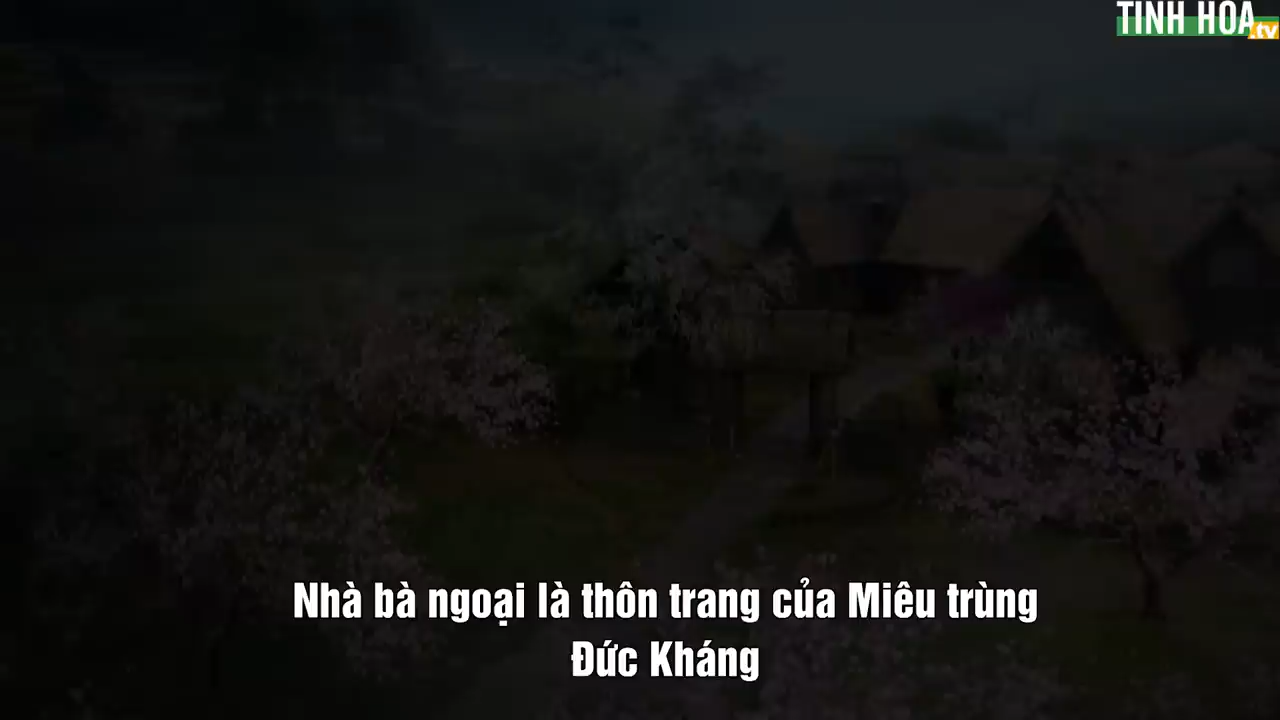 TINH HOA
.tv
Nhà bà ngoại là thôn trang của Miêu trùng
Đức Kháng